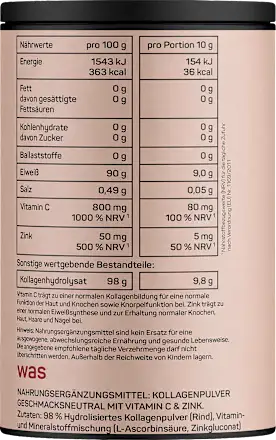 Nährwerte pro 100 g pro Portion 10 g
Energie 1543 kJ 154 kJ
363 kcal 36 kcal
Fett 0 g 0 g
davon gesättigte 0 g 0 g
Fettsäuren
Kohlenhydrate 0 g 0 g
davon Zucker 0 g 0 g
Ballaststoffe 0 g 0 g
Eiweiß 90 g 9,0 g
Salz 0,49 g 0,05 g
Vitamin C 800 mg 80 mg
1000 % NRV¹ 100 % NRV¹
Zink 50 mg 5 mg
500 % NRV¹ 50 % NRV¹
Sonstige wertgebende Bestandteile:
Kollagenhydrolysat 98 g 9,8 g
Vitamin C trägt zu einer normalen Kollagenbildung für eine normale
Funktion der Haut und Knochen sowie Knorpelfunktion bei. Zink trägt zu
einer normalen Eiweißsynthese und zur Erhaltung normaler Knochen,
Haut, Haare und Nägel bei.
Hinweis: Nahrungsergänzungsmittel sind kein Ersatz für eine
ausgewogene, abwechslungsreiche Ernährung und gesunde Lebensweise.
Die angegebene empfohlene tägliche Verzehrmenge darf nicht
überschritten werden. Außerhalb der Reichweite von Kindern lagern.
was
NAHRUNGSERGÄNZUNGSMITTEL: KOLLAGENPULVER
GESCHMACKSNEUTRAL MIT VITAMIN C & ZINK.
Zutaten: 98 % Hydrolisiertes Kollagenpulver (Rind), Vitamin-
und Mineralstoffmischung (L-Ascorbinsäure, Zinkgluconat)